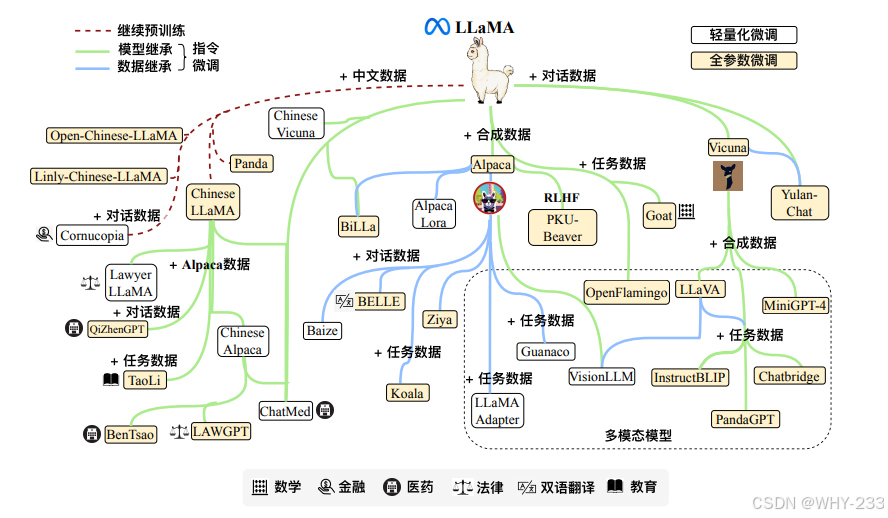 LLaMA
继续预训练
模型继承
数据继承
指令
微调
轻量化微调
全参数微调
+ 中文数据
+ 对话数据
Chinese
Vicuna
+ 合成数据
Open-Chinese-LLaMA
Panda
Alpaca
+ 任务数据
Vicuna
Linly-Chinese-LLaMA
Chinese
LLaMA
Alpaca
Lora
RLHF
PKU-
Beaver
Goat
Yulan-
Chat
+ 对话数据
Cornucopia
BiLLa
+ 合成数据
Lawyer
LLaMA
+ Alpaca数据
+ 对话数据
BELLE
OpenFlamingo
LLaVA
MiniGPT-4
+ 对话数据
QiZhenGPT
Chinese
Alpaca
Baize
Ziya
+ 任务数据
+ 任务数据
+ 任务数据
TaoLi
+ 任务数据
Guanaco
Koala
+ 任务数据
VisionLLM
InstructBLIP
Chatbridge
ChatMed
LLaMA
Adapter
PandaGPT
BenTsao
LAWGPT
多模态模型
数学
金融
医药
法律
双语翻译
教育
CSDN @WHY-233